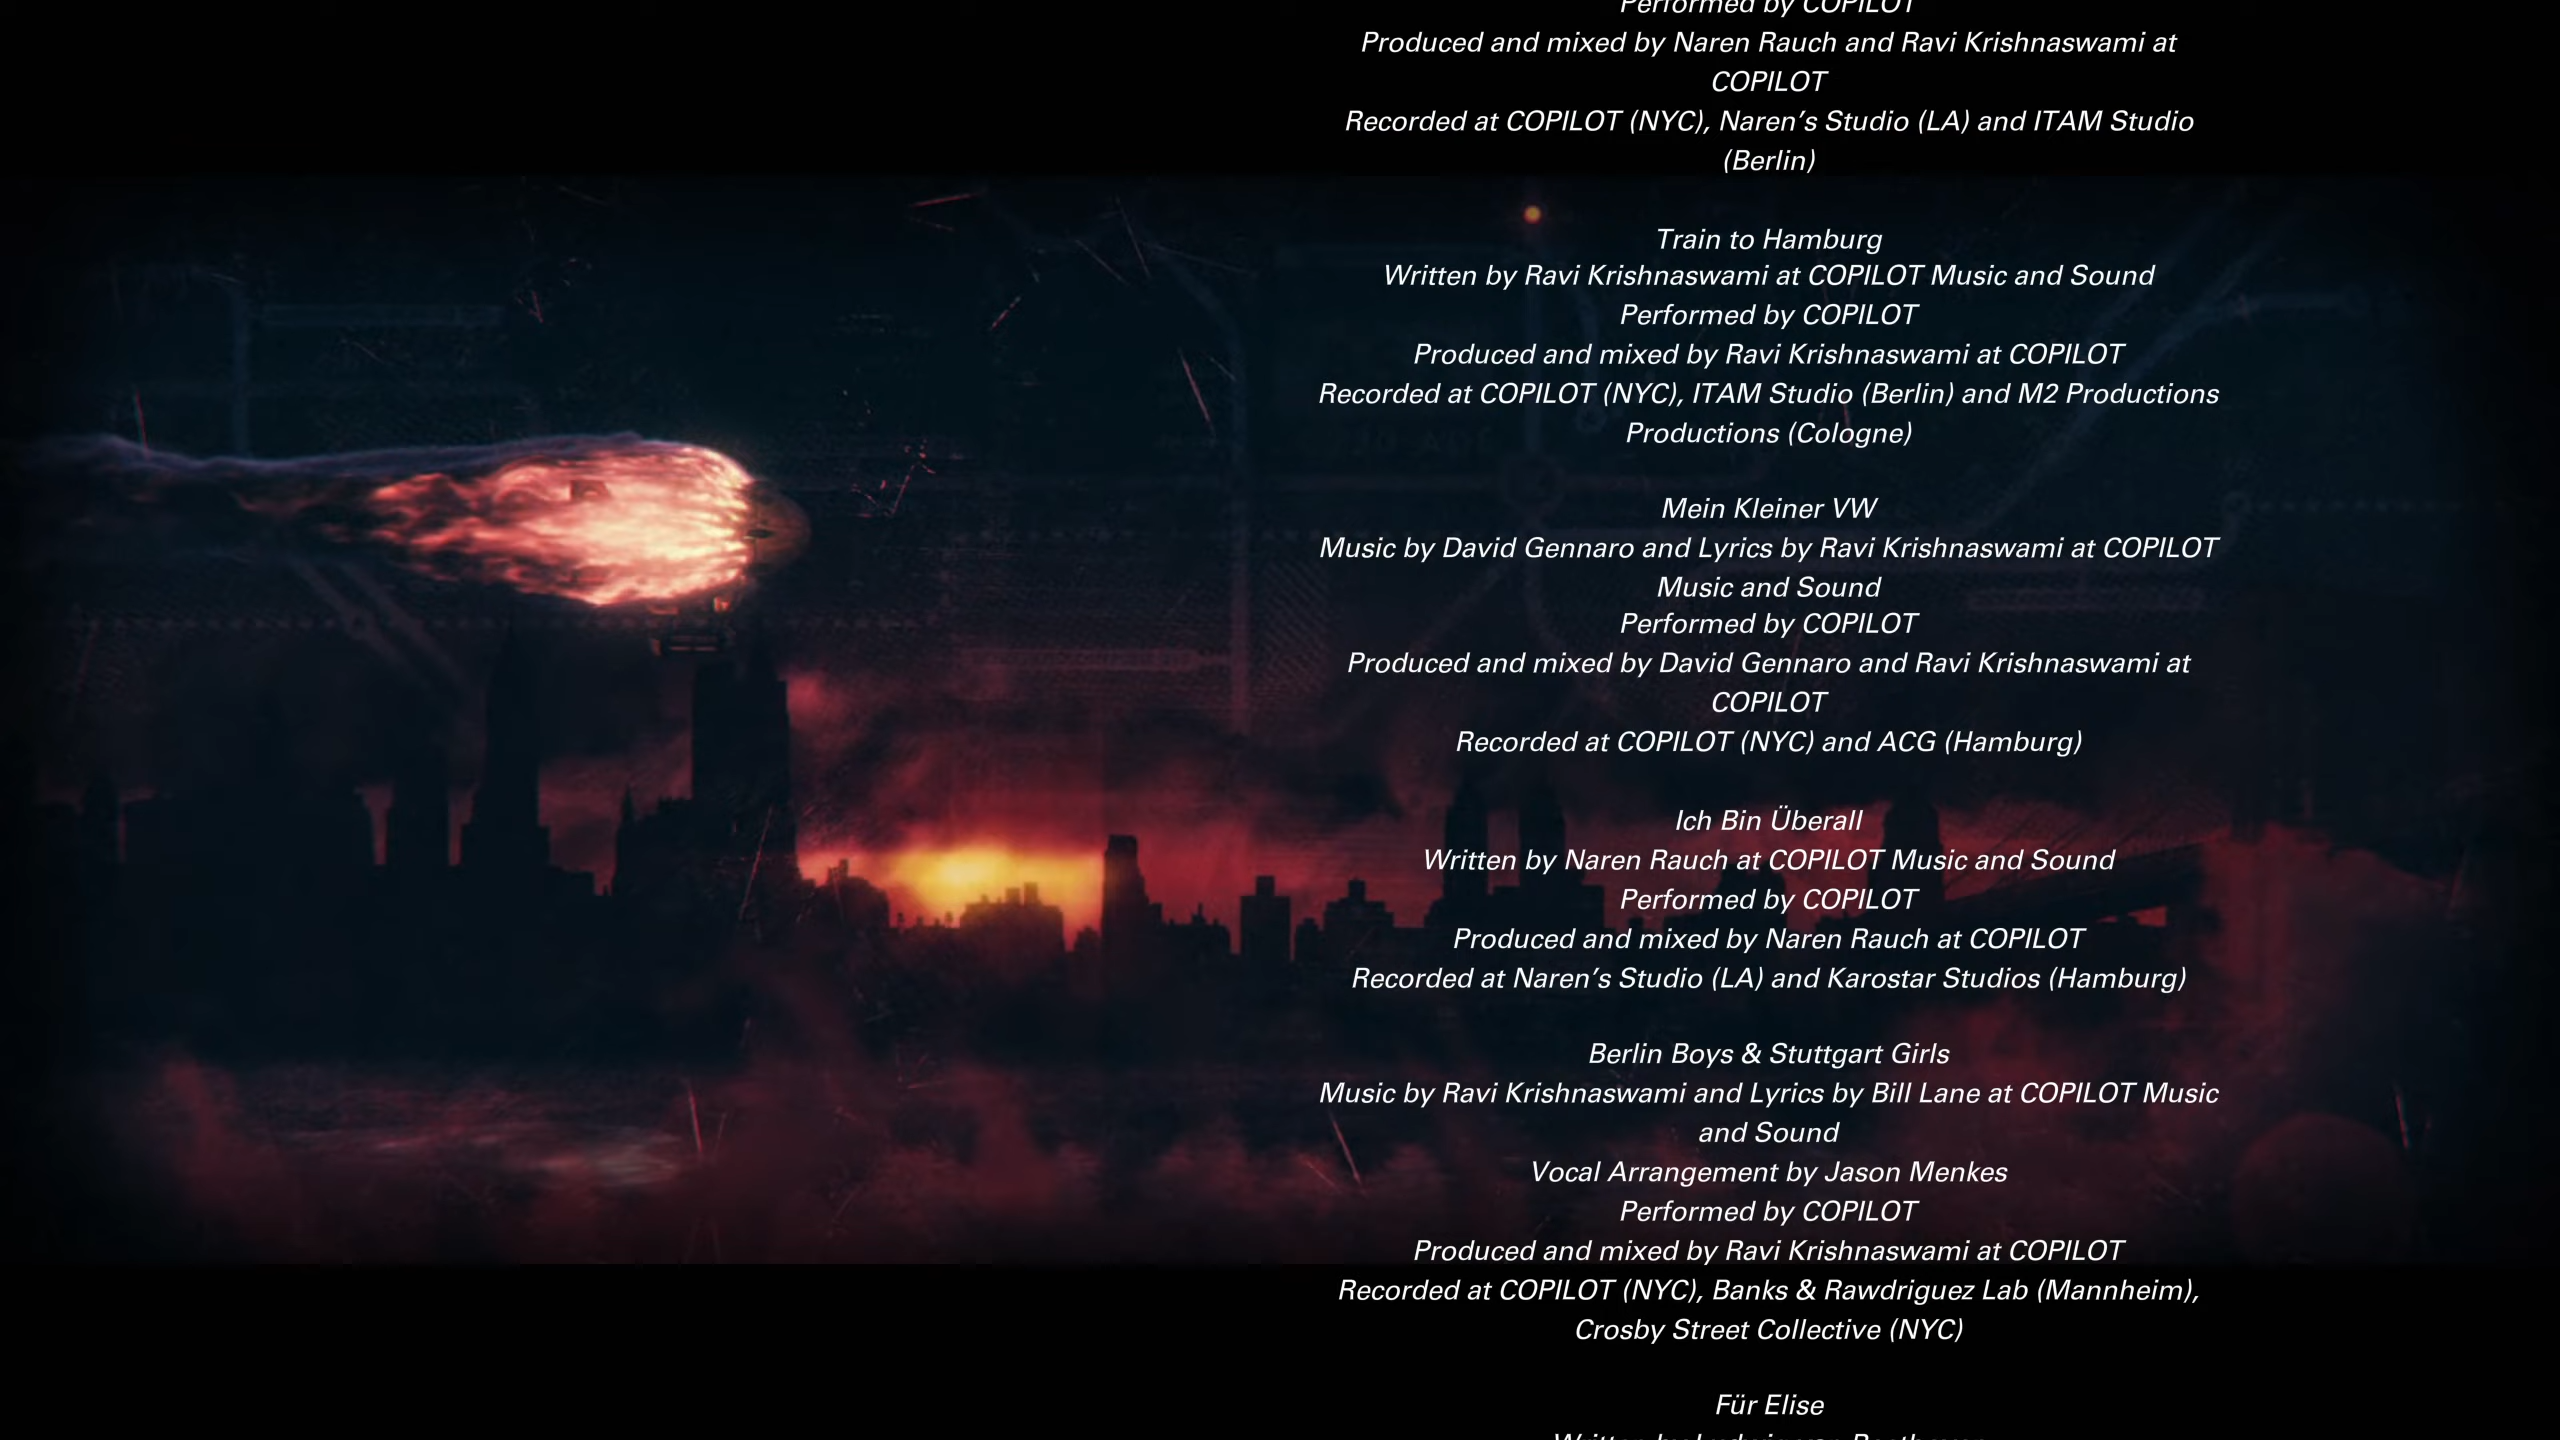 Performed by COPILOT
Produced and mixed by Naren Rauch and Ravi Krishnaswami at
COPILOT
Recorded at COPILOT (NYC), Naren’s Studio (LA) and ITAM Studio
(Berlin)
Train to Hamburg
Written by Ravi Krishnaswami at COPILOT Music and Sound
Performed by COPILOT
Produced and mixed by Ravi Krishnaswami at COPILOT
Recorded at COPILOT (NYC), ITAM Studio (Berlin) and M2 Productions
Productions (Cologne)
Mein Kleiner VW
Music by David Gennaro and Lyrics by Ravi Krishnaswami at COPILOT
Music and Sound
Performed by COPILOT
Produced and mixed by David Gennaro and Ravi Krishnaswami at
COPILOT
Recorded at COPILOT (NYC) and ACG (Hamburg)
Ich Bin Überall
Written by Naren Rauch at COPILOT Music and Sound
Performed by COPILOT
Produced and mixed by Naren Rauch at COPILOT
Recorded at Naren’s Studio (LA) and Karostar Studios (Hamburg)
Berlin Boys & Stuttgart Girls
Music by Ravi Krishnaswami and Lyrics by Bill Lane at COPILOT Music
and Sound
Vocal Arrangement by Jason Menkes
Performed by COPILOT
Produced and mixed by Ravi Krishnaswami at COPILOT
Recorded at COPILOT (NYC), Banks & Rawdriguez Lab (Mannheim),
Crosby Street Collective (NYC)
Für Elise
Written by Ludwig van Beethoven